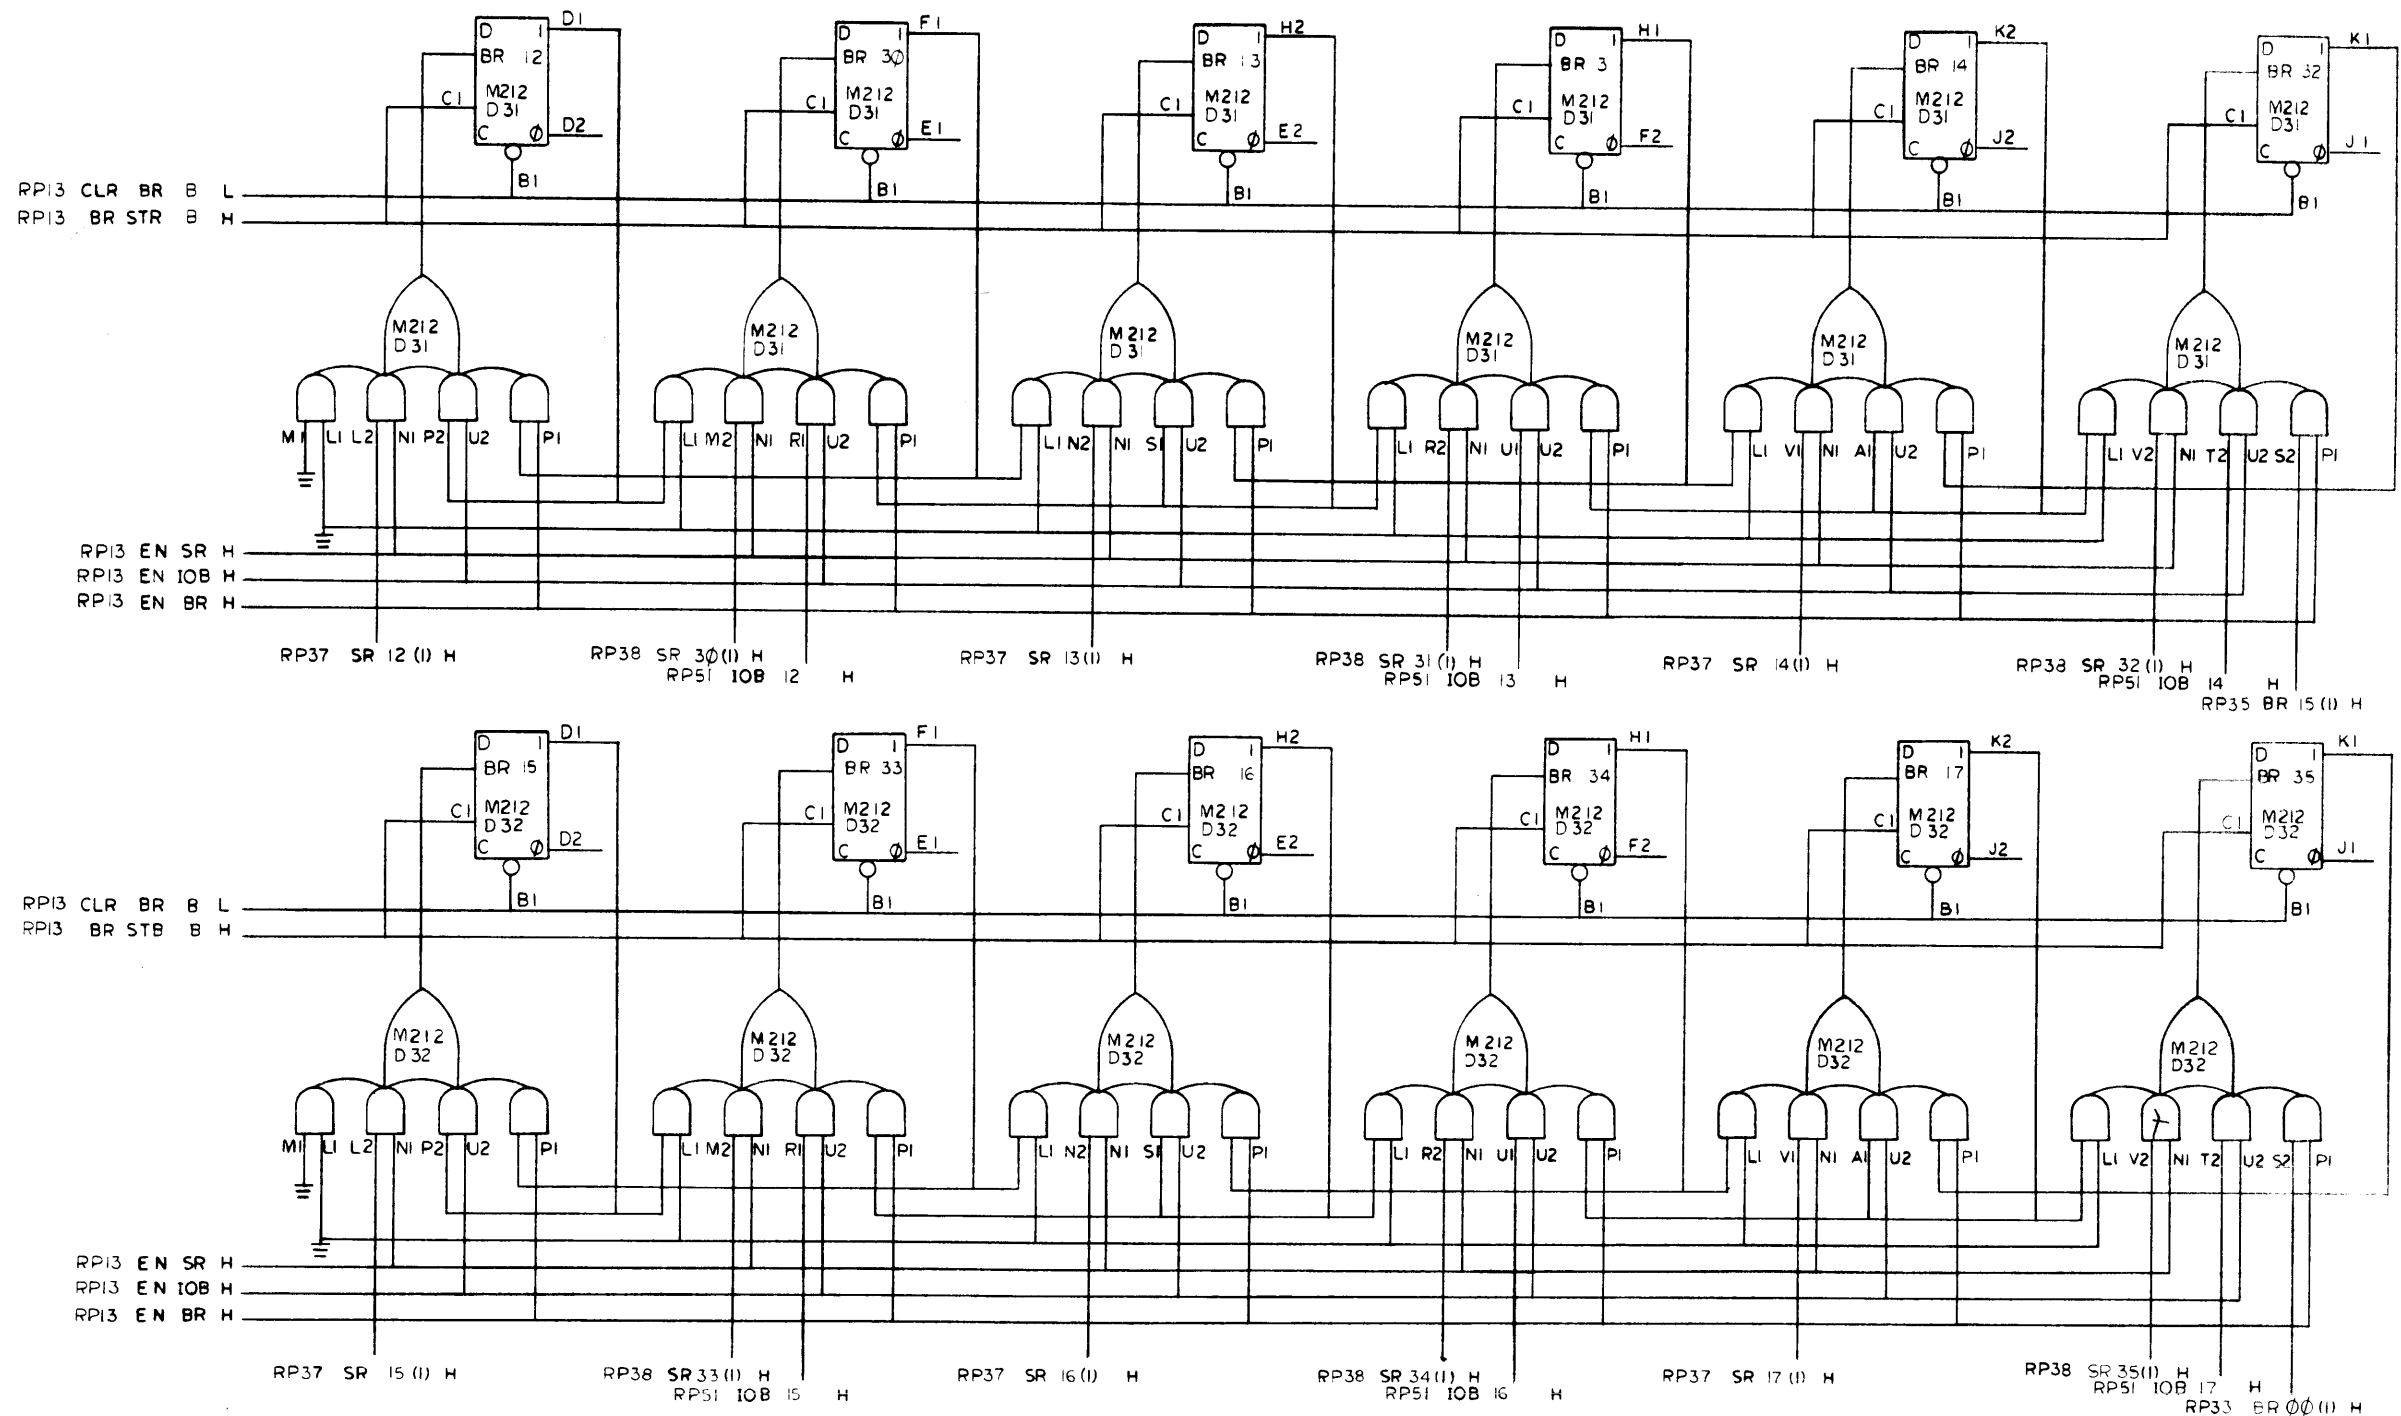 D1 F1 H2 H1 K2 K1
D 1 D 1 D 1 D 1 D 1 D 1
BR 12 BR 3Ø BR 13 BR 3 BR 14 BR 32
M212 M212 M212 M212 M212 M212
C1 D31 C1 D31 C1 D31 C1 D31 C1 D31 C1 D31
C Ø D2 C Ø E1 C Ø E2 C Ø F2 C Ø J2 C Ø J1
RP13 CLR BR B L B1 B1 B1 B1 B1 B1
RP13 BR STR B H
M212 M212 M212 M212 M212 M212
D31 D31 D31 D31 D31 D31
M1 L1 L2 N1 P2 U2 P1 L1 M2 N1 R1 U2 P1 L1 N2 N1 S1 U2 P1 L1 R2 N1 U1 U2 P1 L1 V1 N1 A1 U2 P1 L1 V2 N1 T2 U2 S2 P1
RP13 EN SR H
RP13 EN IOB H
RP13 EN BR H
RP37 SR 12 (1) H RP38 SR 3Ø(1) H RP37 SR 13(1) H RP38 SR 31(1) H RP37 SR 14(1) H RP38 SR 32(1) H
RP51 IOB 12 H RP51 IOB 13 H RP51 IOB 14 H
RP35 BR 15(1) H
D1 F1 H2 H1 K2 K1
D 1 D 1 D 1 D 1 D 1 D 1
BR 15 BR 33 BR 16 BR 34 BR 17 BR 35
M212 M212 M212 M212 M212 M212
C1 D32 C1 D32 C1 D32 C1 D32 C1 D32 C1 D32
C Ø D2 C Ø E1 C Ø E2 C Ø F2 C Ø J2 C Ø J1
RP13 CLR BR B L B1 B1 B1 B1 B1 B1
RP13 BR STB B H
M212 M212 M212 M212 M212 M212
D32 D32 D32 D32 D32 D32
M1 L1 L2 N1 P2 U2 P1 L1 M2 N1 R1 U2 P1 L1 N2 N1 S1 U2 P1 L1 R2 N1 U1 U2 P1 L1 V1 N1 A1 U2 P1 L1 V2 N1 T2 U2 S2 P1
RP13 EN SR H
RP13 EN IOB H
RP13 EN BR H
RP37 SR 15(1) H RP38 SR 33(1) H RP37 SR 16(1) H RP38 SR 34(1) H RP37 SR 17(1) H RP38 SR 35(1) H
RP51 IOB 15 H RP51 IOB 16 H RP51 IOB 17 H
RP33 BR ØØ(1) H